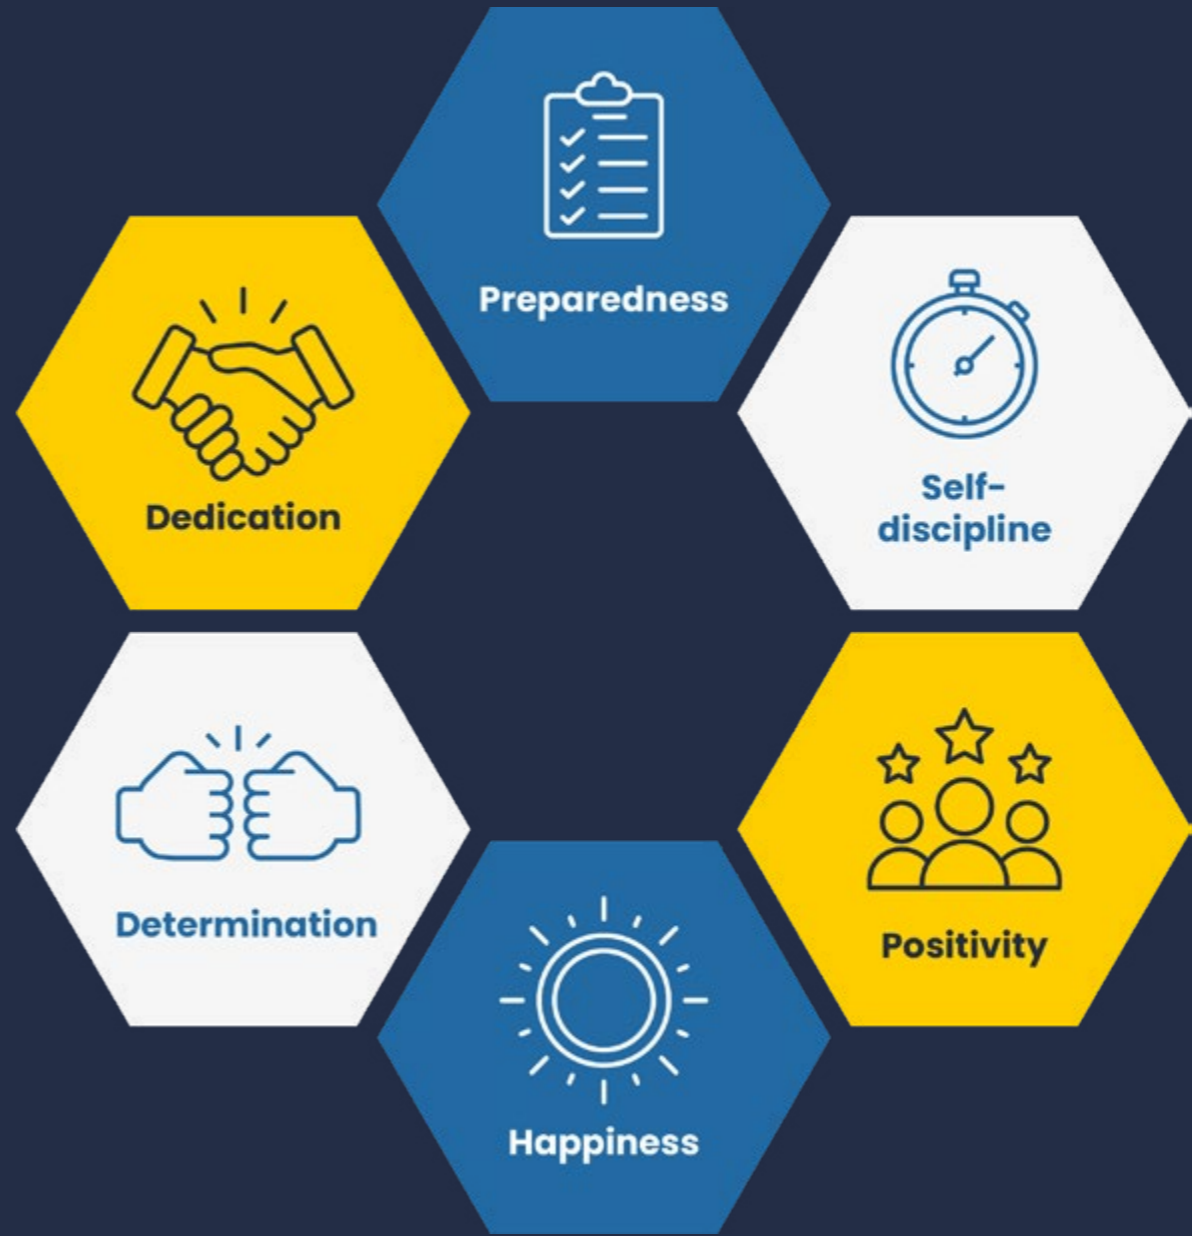 Preparedness
Dedication
Self-
discipline
Determination
Positivity
Happiness